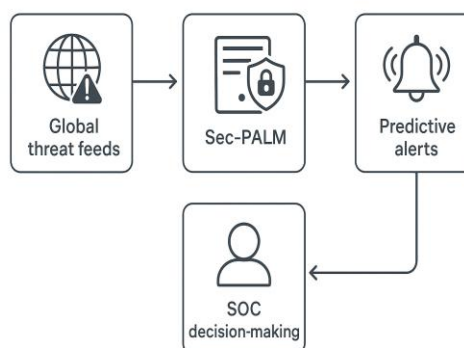 Global
threat feeds
Sec-PALM
Predictive
alerts
SOC
decision-making